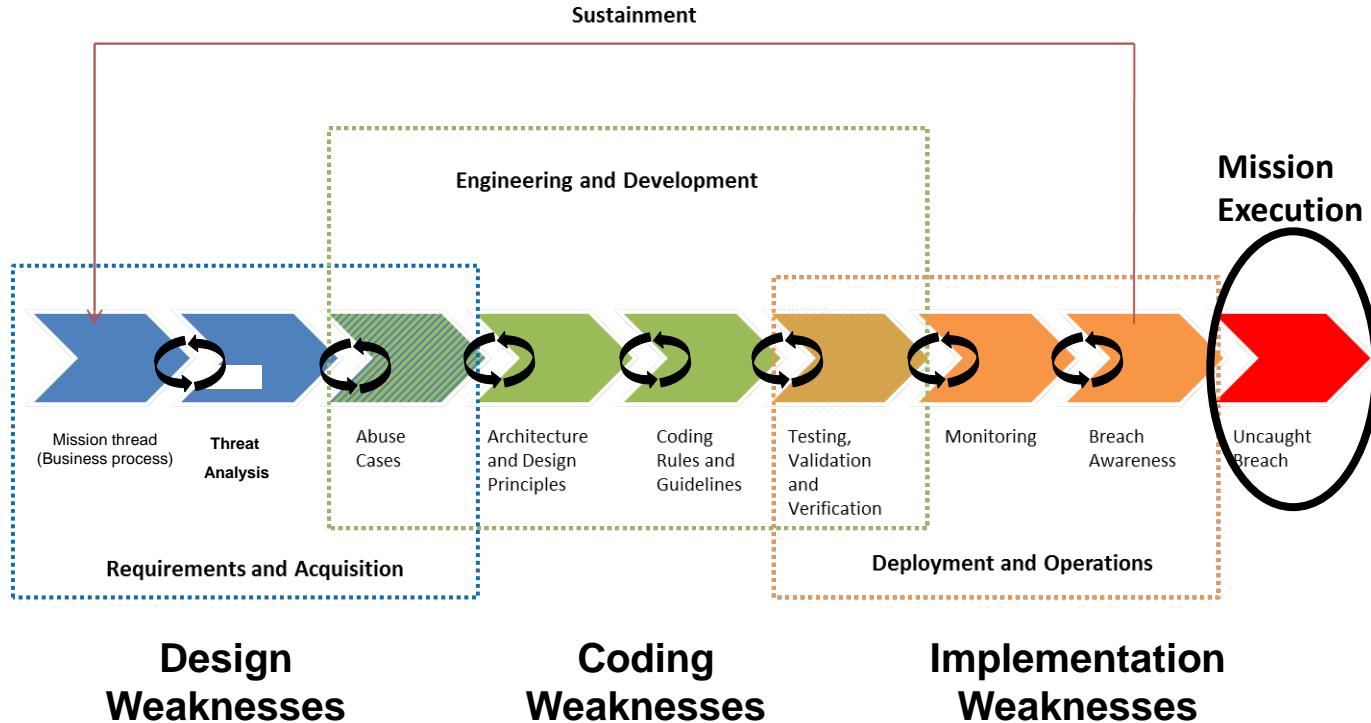 Sustainment
Engineering and Development
Mission
Execution
Mission thread
(Business process)
Threat
Analysis
Abuse
Cases
Architecture
and Design
Principles
Coding
Rules and
Guidelines
Testing,
Validation
and
Verification
Monitoring
Breach
Awareness
Uncaught
Breach
Requirements and Acquisition
Deployment and Operations
Design
Weaknesses
Coding
Weaknesses
Implementation
Weaknesses